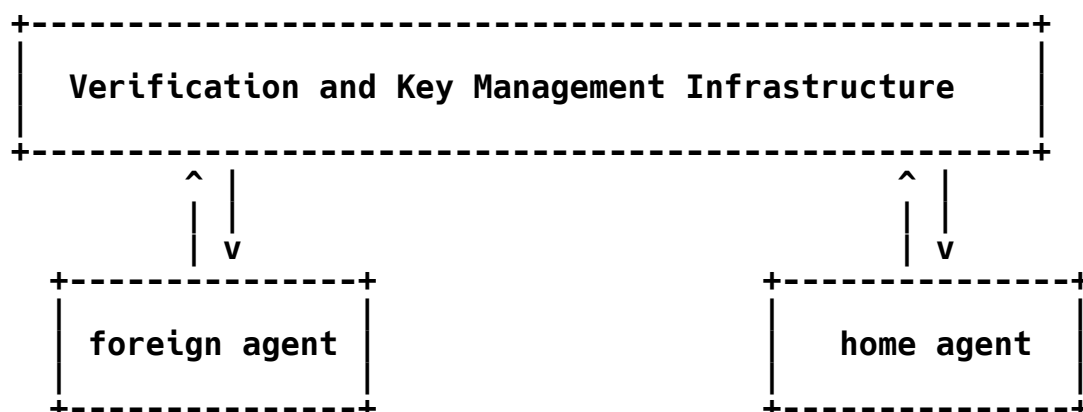 Verification and Key Management Infrastructure
foreign agent home agent